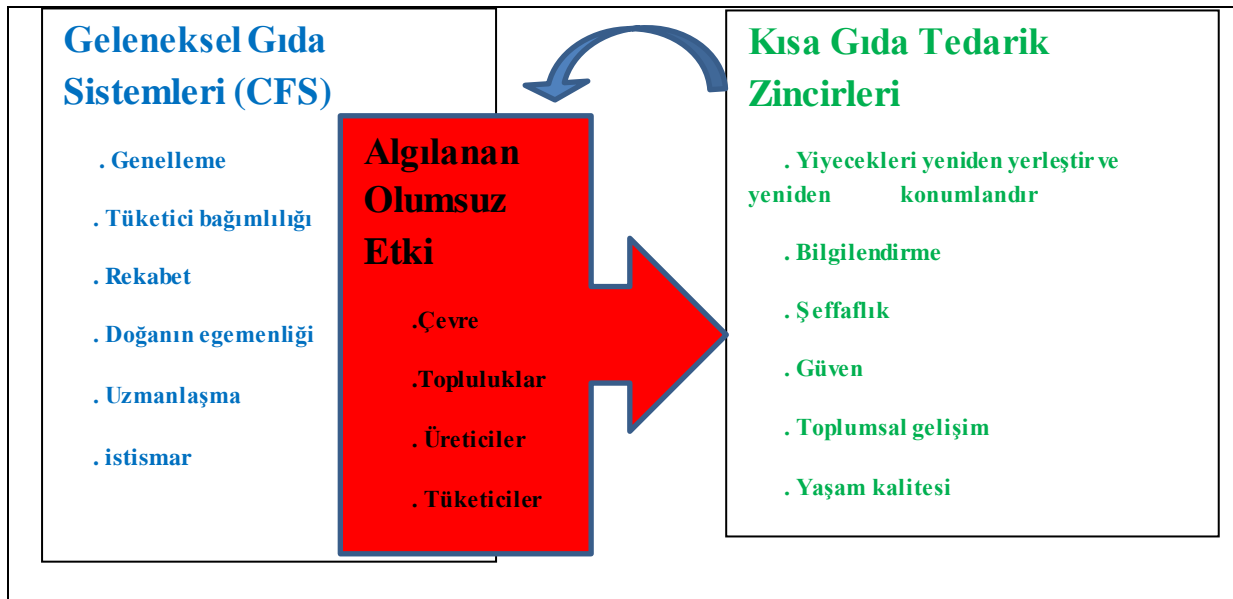 Geleneksel Gıda
Sistemleri (CFS)
. Genelleme
. Tüketici bağımlılığı
. Rekabet
. Doğanın egemenliği
. Uzmanlaşma
. istismar
Algılanan
Olumsuz
Etki
.Çevre
.Topluluklar
. Üreticiler
. Tüketiciler
Kısa Gıda Tedarik
Zincirleri
. Yiyecekleri yeniden yerleştir ve
yeniden konumlandır
. Bilgilendirme
. Şeffaflık
. Güven
. Toplumsal gelişim
. Yaşam kalitesi